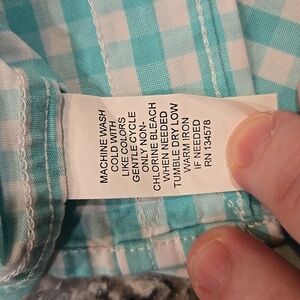 MACHINE WASH
COLD WITH
LIKE COLORS
GENTLE CYCLE
ONLY NON-
CHLORINE BLEACH
WHEN NEEDED
TUMBLE DRY LOW
WARM IRON
IF NEEDED
RN 134578